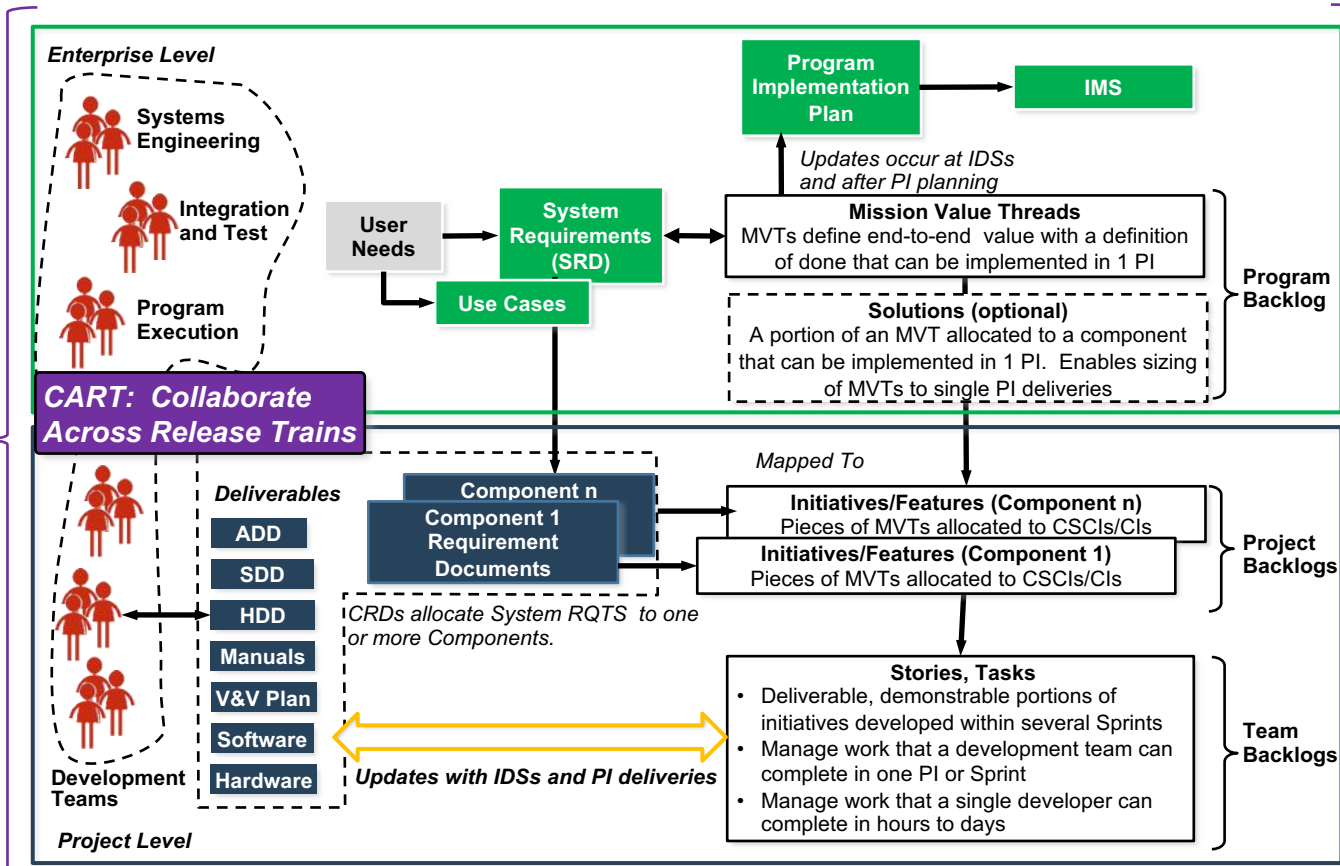 Enterprise Level
Systems
Engineering
Integration
and Test
Program
Execution
User
Needs
System
Requirements
(SRD)
Use Cases
Program
Implementation
Plan
IMS
Updates occur at IDSs
and after PI planning
Mission Value Threads
MVTs define end-to-end value with a definition
of done that can be implemented in 1 PI
Solutions (optional)
A portion of an MVT allocated to a component
that can be implemented in 1 PI. Enables sizing
of MVTs to single PI deliveries
Program
Backlog
CART: Collaborate
Across Release Trains
Deliverables
ADD
SDD
HDD
Manuals
V&V Plan
Software
Hardware
Development
Teams
Project Level
Component n
Component 1
Requirement
Documents
CRDs allocate System RQTS to one
or more Components.
Mapped To
Initiatives/Features (Component n)
Pieces of MVTs allocated to CSCIs/CIs
Initiatives/Features (Component 1)
Pieces of MVTs allocated to CSCIs/CIs
Project
Backlogs
Updates with IDSs and PI deliveries
Stories, Tasks
• Deliverable, demonstrable portions of
initiatives developed within several Sprints
• Manage work that a development team can
complete in one PI or Sprint
• Manage work that a single developer can
complete in hours to days
Team
Backlogs